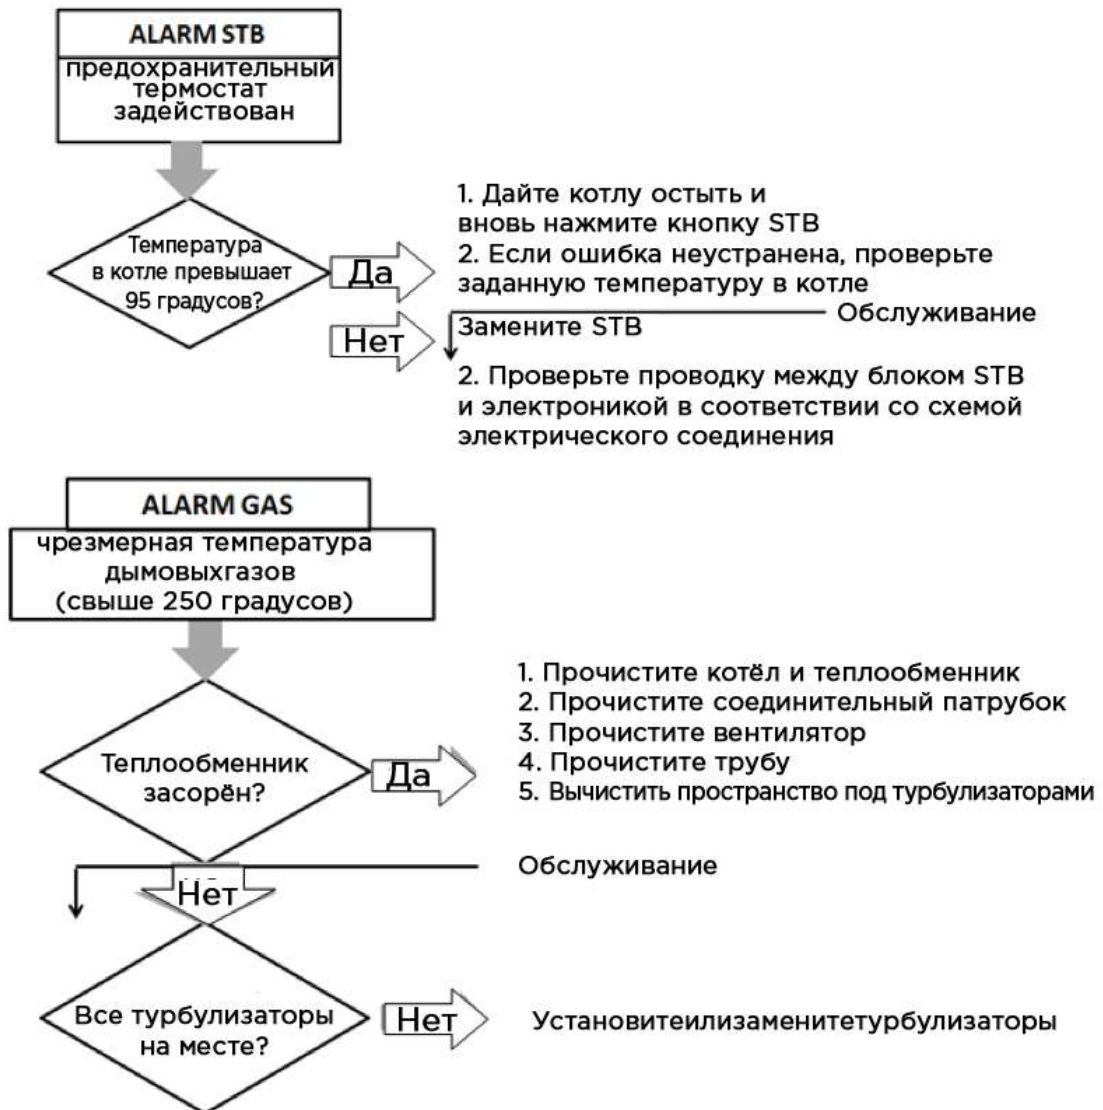 ALARM STB
предохранительный
термостат
задействован
Температура
в котле превышает
95 градусов?
Да
1. Дайте котлу остыть и
вновь нажмите кнопку STB
2. Если ошибка неустранена, проверьте
заданную температуру в котле
Обслуживание
Нет
Замените STB
2. Проверьте проводку между блоком STB
и электроникой в соответствии со схемой
электрического соединения
ALARM GAS
чрезмерная температура
дымовыхгазов
(свыше 250 градусов)
Теплообменник
засорён?
Да
1. Прочистите котёл и теплообменник
2. Прочистите соединительный патрубок
3. Прочистите вентилятор
4. Прочистите трубу
5. Вычистить пространство под турбулизаторами
Обслуживание
Нет
Все турбулизаторы
на месте?
Нет
Установитеилизаменитетурбулизаторы